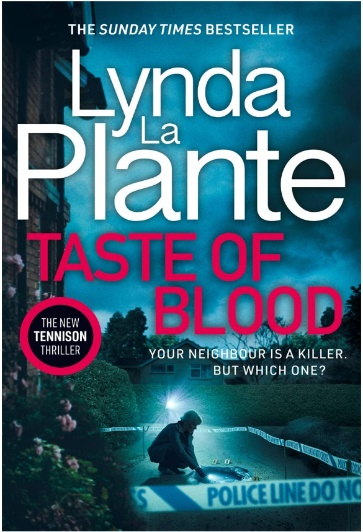 THE SUNDAY TIMES BESTSELLER
Lynda
La
Plante
TASTE OF
BLOOD
THE NEW
TENNISON
THRILLER
YOUR NEIGHBOUR IS A KILLER.
BUT WHICH ONE?
S
POLICE LINE DO NO